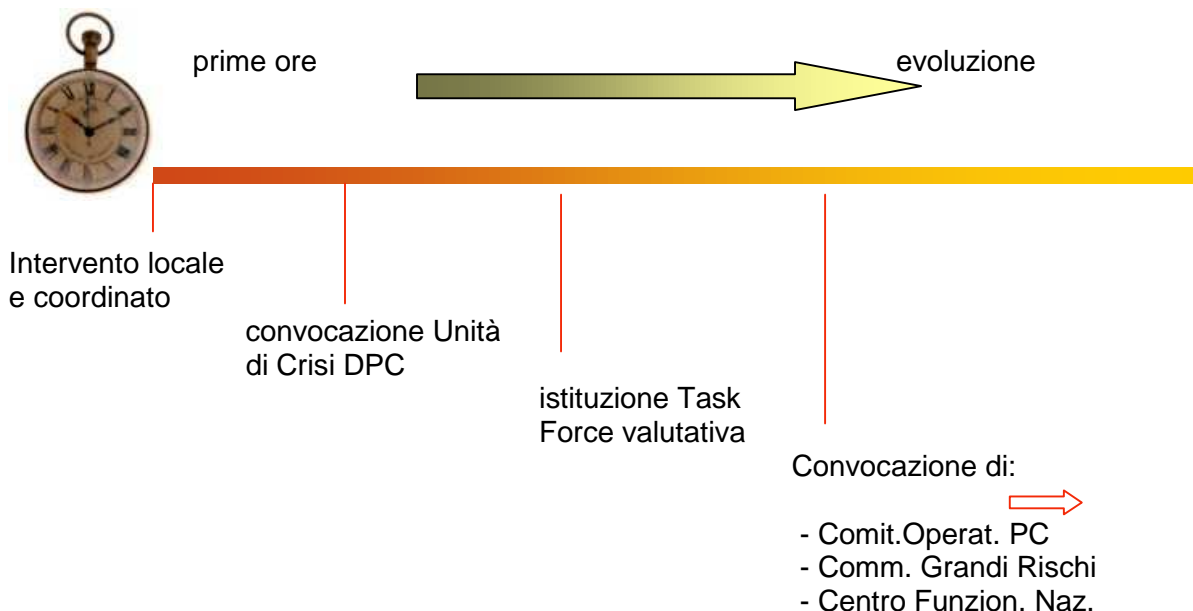 prime ore
evoluzione
Intervento locale
e coordinato
convocazione Unità
di Crisi DPC
istituzione Task
Force valutativa
Convocazione di:
- Comit.Operat. PC
- Comm. Grandi Rischi
- Centro Funzion. Naz.